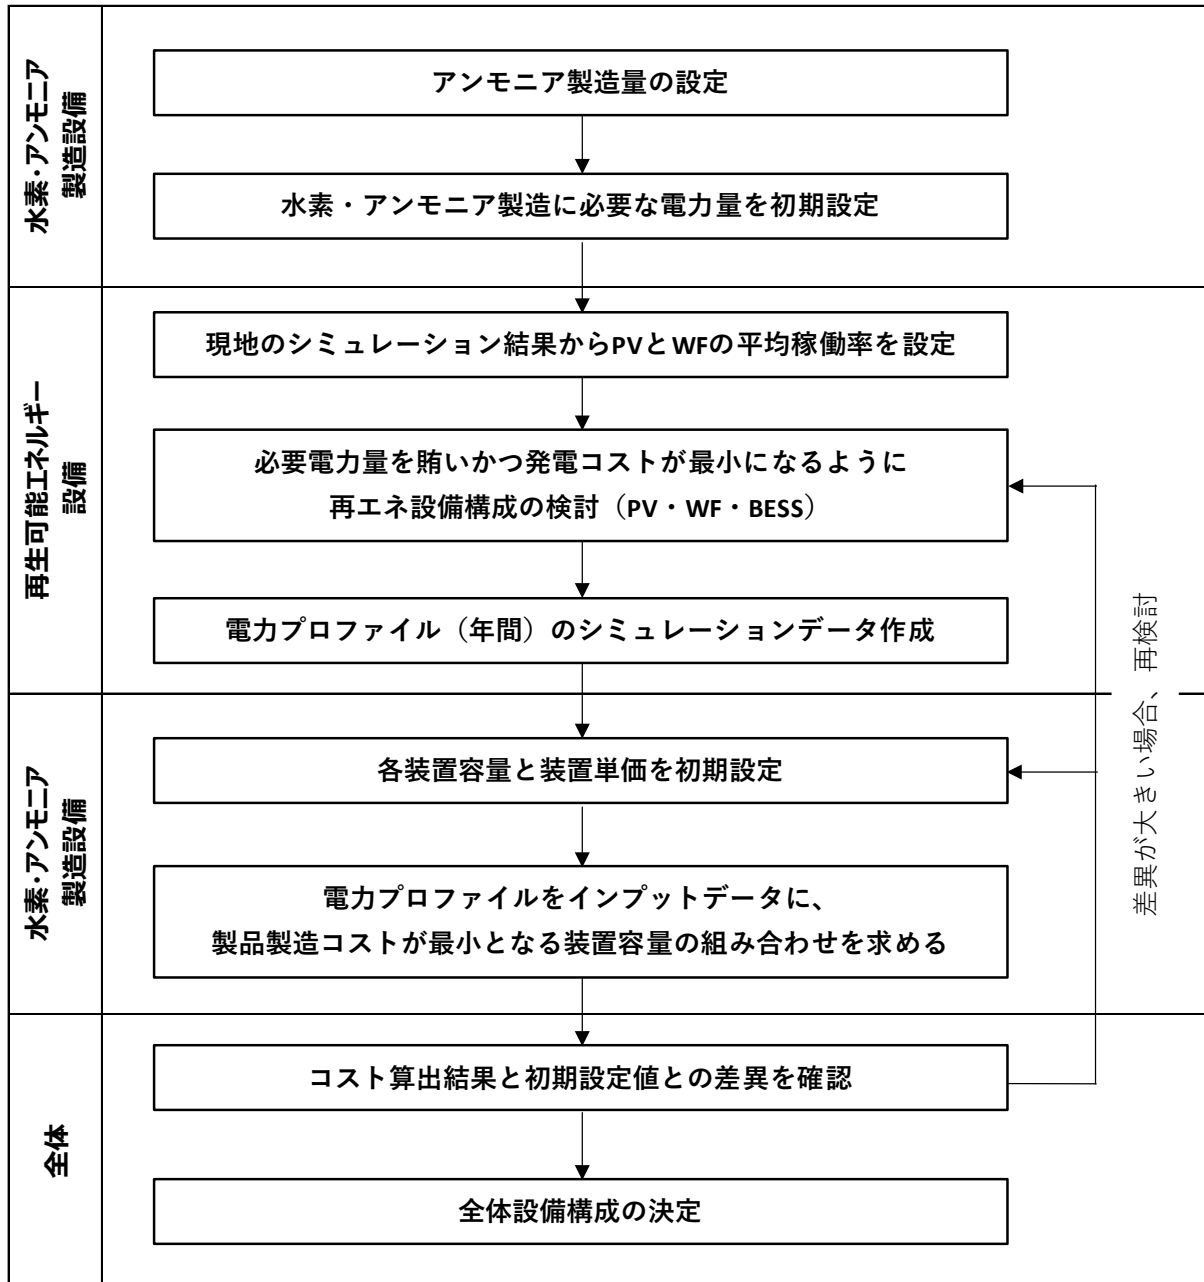 水素・アンモニア
製造設備
アンモニア製造量の設定
水素・アンモニア製造に必要な電力量を初期設定
再生可能エネルギー
設備
現地のシミュレーション結果からPVとWFの平均稼働率を設定
必要電力量を賄いかつ発電コストが最小になるように
再エネ設備構成の検討（PV・WF・BESS）
電力プロファイル（年間）のシミュレーションデータ作成
水素・アンモニア
製造設備
各装置容量と装置単価を初期設定
電力プロファイルをインプットデータに、
製品製造コストが最小となる装置容量の組み合わせを求める
差異が大きい場合、再検討
全体
コスト算出結果と初期設定値との差異を確認
全体設備構成の決定